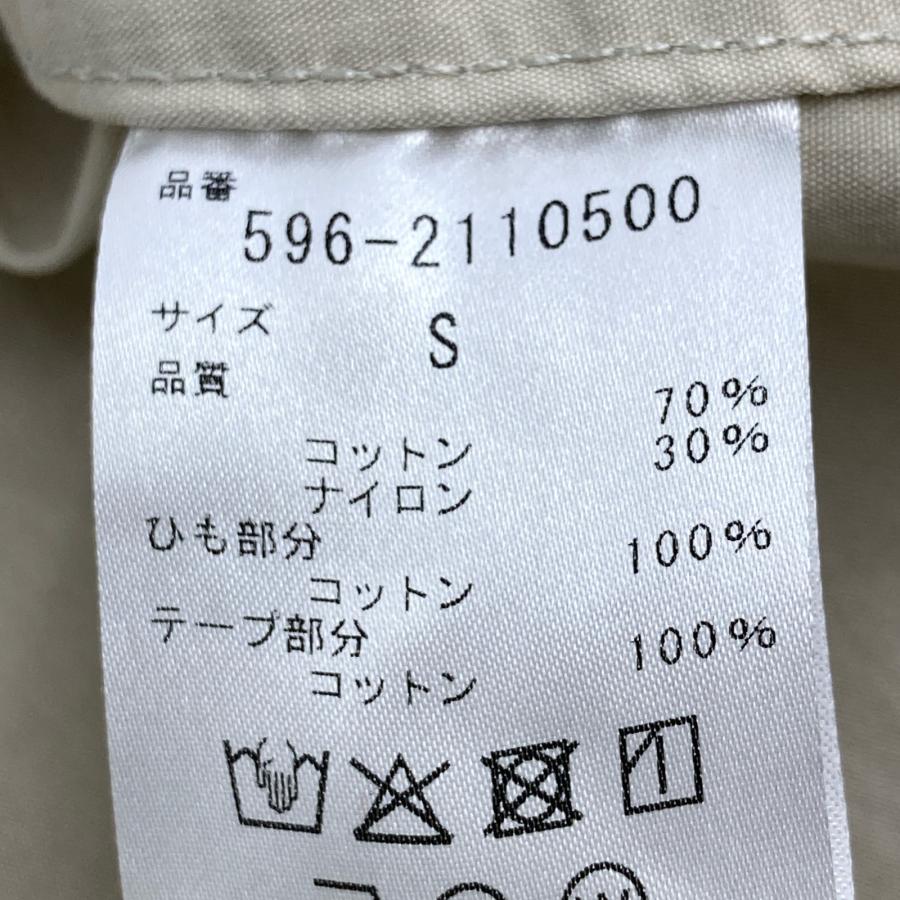 品番
596-2110500
サイズ S
品質
コットン 70%
ナイロン 30%
ひも部分
コットン 100%
テープ部分
コットン 100%